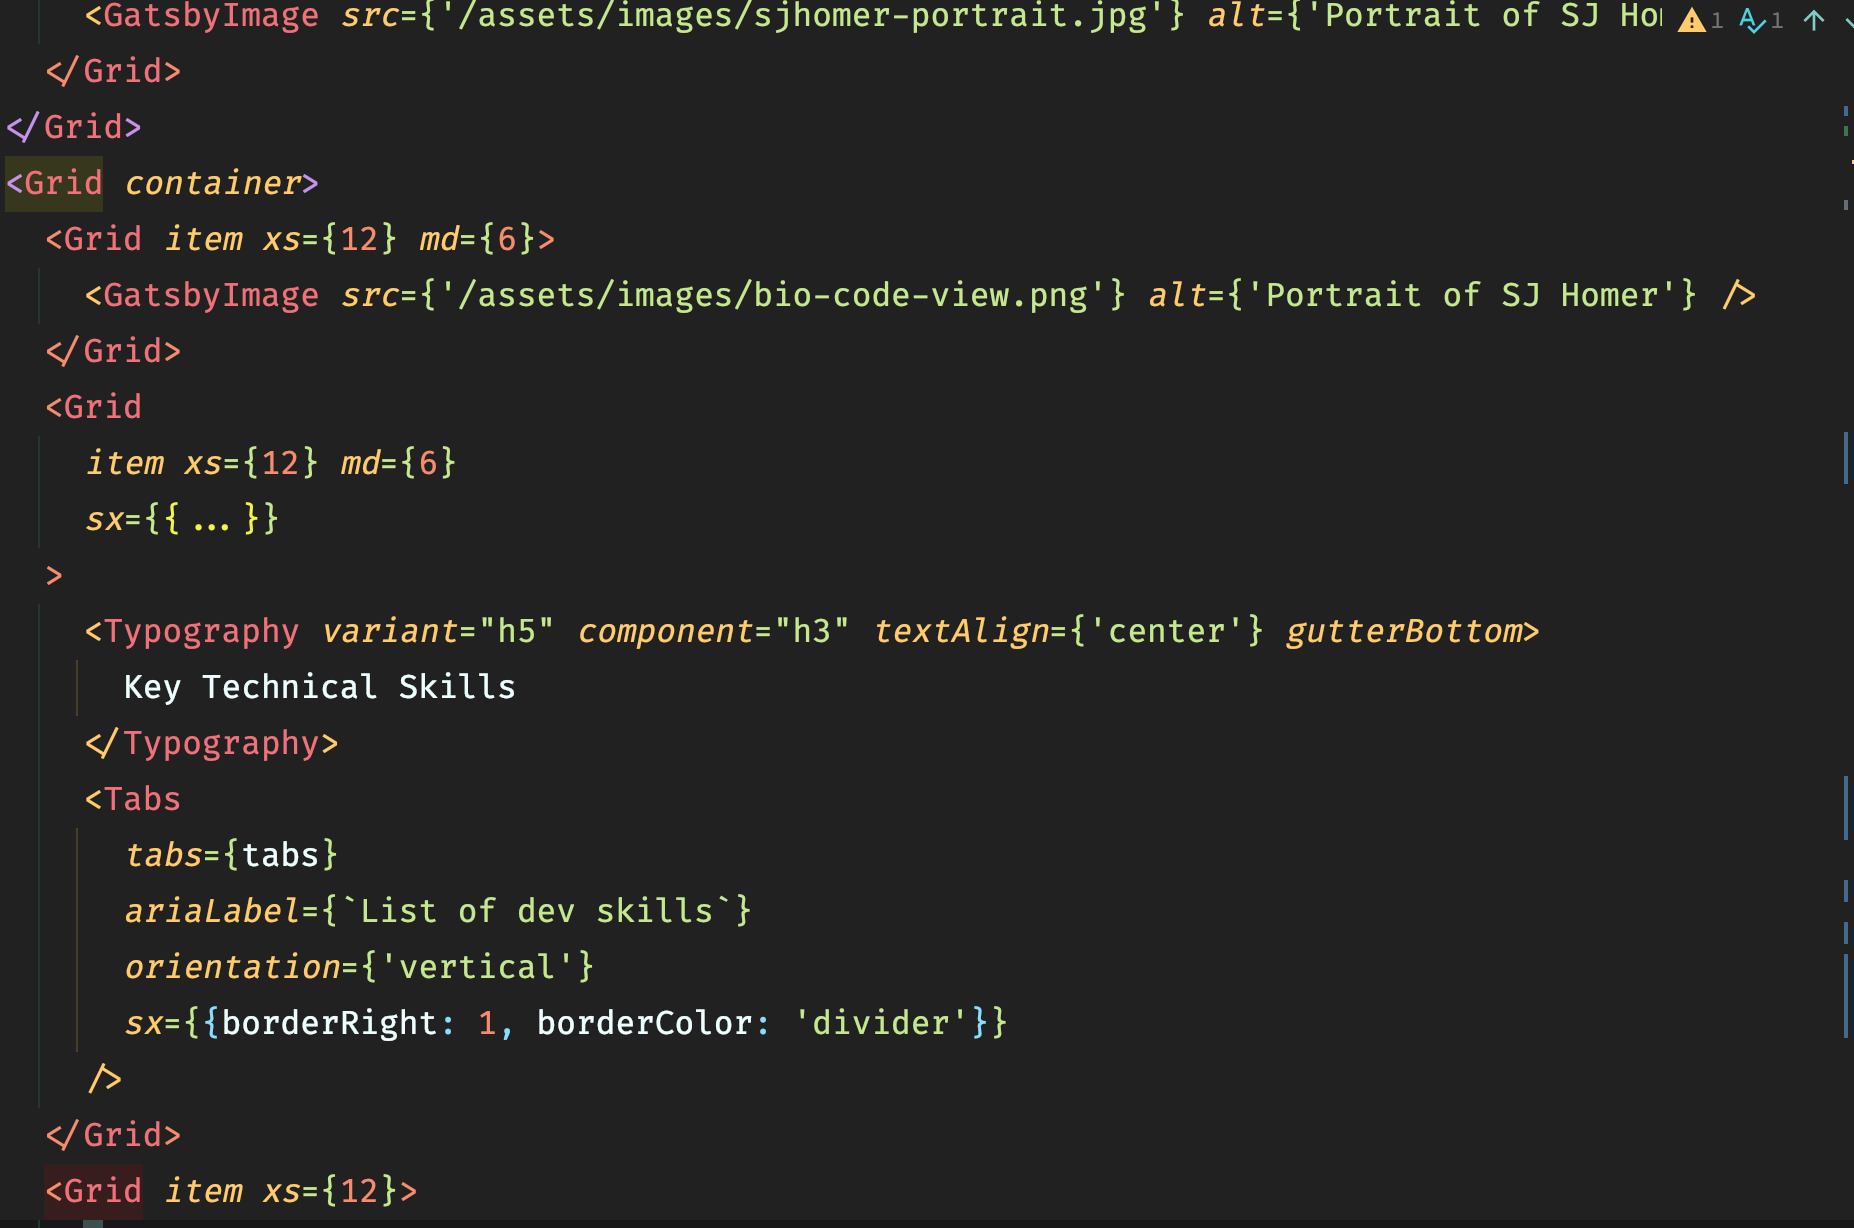 <GatsbyImage src={'/assets/images/sjhomer-portrait.jpg'} alt={'Portrait of SJ 1 1
</Grid>
</Grid>
<Grid container>
<Grid item xs={12} md={6}>
<GatsbyImage src={'/assets/images/bio-code-view.png'} alt={'Portrait of SJ Homer'} />
</Grid>
<Grid
item xs={12} md={6}
sx={{...}}
>
<Typography variant="h5" component="h3" textAlign={'center'} gutterBottom>
Key Technical Skills
</Typography>
<Tabs
tabs={tabs}
ariaLabel={`List of dev skills`}
orientation={'vertical'}
sx={{borderRight: 1, borderColor: 'divider'}}
/>
</Grid>
<Grid item xs={12}>